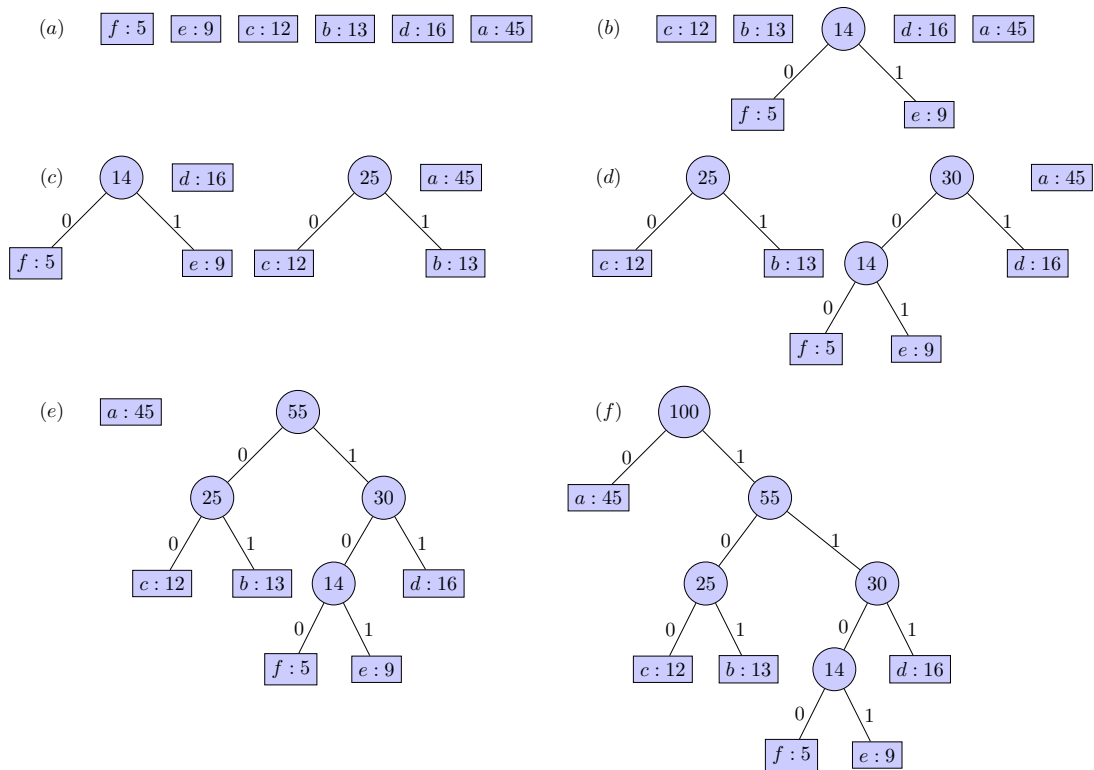 (a) f : 5 e : 9 c : 12 b : 13 d : 16 a : 45
(b) c : 12 b : 13 14 d : 16 a : 45
0 1
f : 5 e : 9
(c) 14 d : 16 25 a : 45
0 1 0 1
f : 5 e : 9 c : 12 b : 13
(d) 25 30 a : 45
0 1 0 1
c : 12 b : 13 14 d : 16
0 1
f : 5 e : 9
(e) a : 45 55
0 1
25 30
0 1 0 1
c : 12 b : 13 14 d : 16
0 1
f : 5 e : 9
(f) 100
0 1
a : 45 55
0 1
25 30
0 1 0 1
c : 12 b : 13 14 d : 16
0 1
f : 5 e : 9